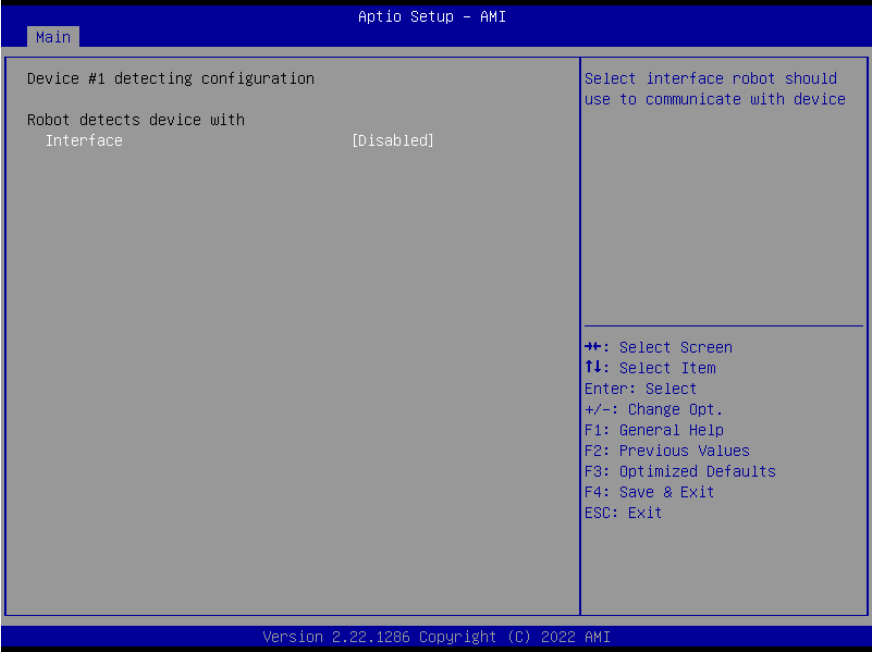 Aptio Setup – AMI
Main
Device #1 detecting configuration
Robot detects device with
Interface [Disabled]
Select interface robot should
use to communicate with device
→←: Select Screen
↑↓: Select Item
Enter: Select
+/-: Change Opt.
F1: General Help
F2: Previous Values
F3: Optimized Defaults
F4: Save & Exit
ESC: Exit
Version 2.22.1286 Copyright (C) 2022 AMI